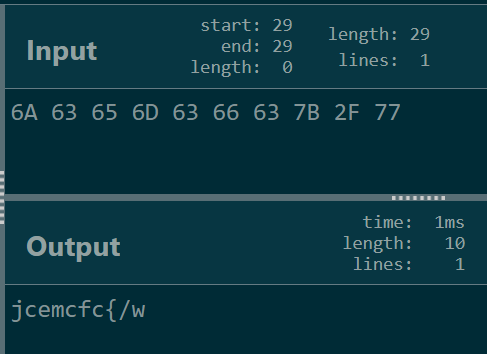 Input
start: 29
end: 29
length: 0
length: 29
lines: 1
6A 63 65 6D 63 66 63 7B 2F 77
Output
time: 1ms
length: 10
lines: 1
jcemcfc{/w